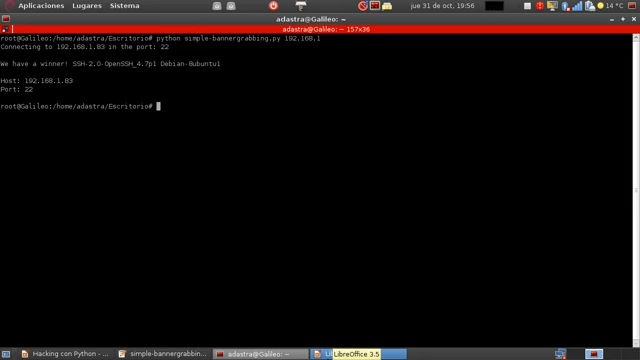 Aplicaciones Lugares Sistema
jue 31 de oct, 19:56
14 °C
adastra@Galileo: ~
adastra@Galileo: ~ 157x36
root@Galileo:/home/adastra/Escritorio# python simple-bannergrabbing.py 192.168.1
Connecting to 192.168.1.83 in the port: 22
We have a winner! SSH-2.0-OpenSSH_4.7p1 Debian-8ubuntu1
Host: 192.168.1.83
Port: 22
root@Galileo:/home/adastra/Escritorio#
Hacking con Python - ...
simple-bannergrabbin...
adastra@Galileo: ~
LibreOffice 3.5